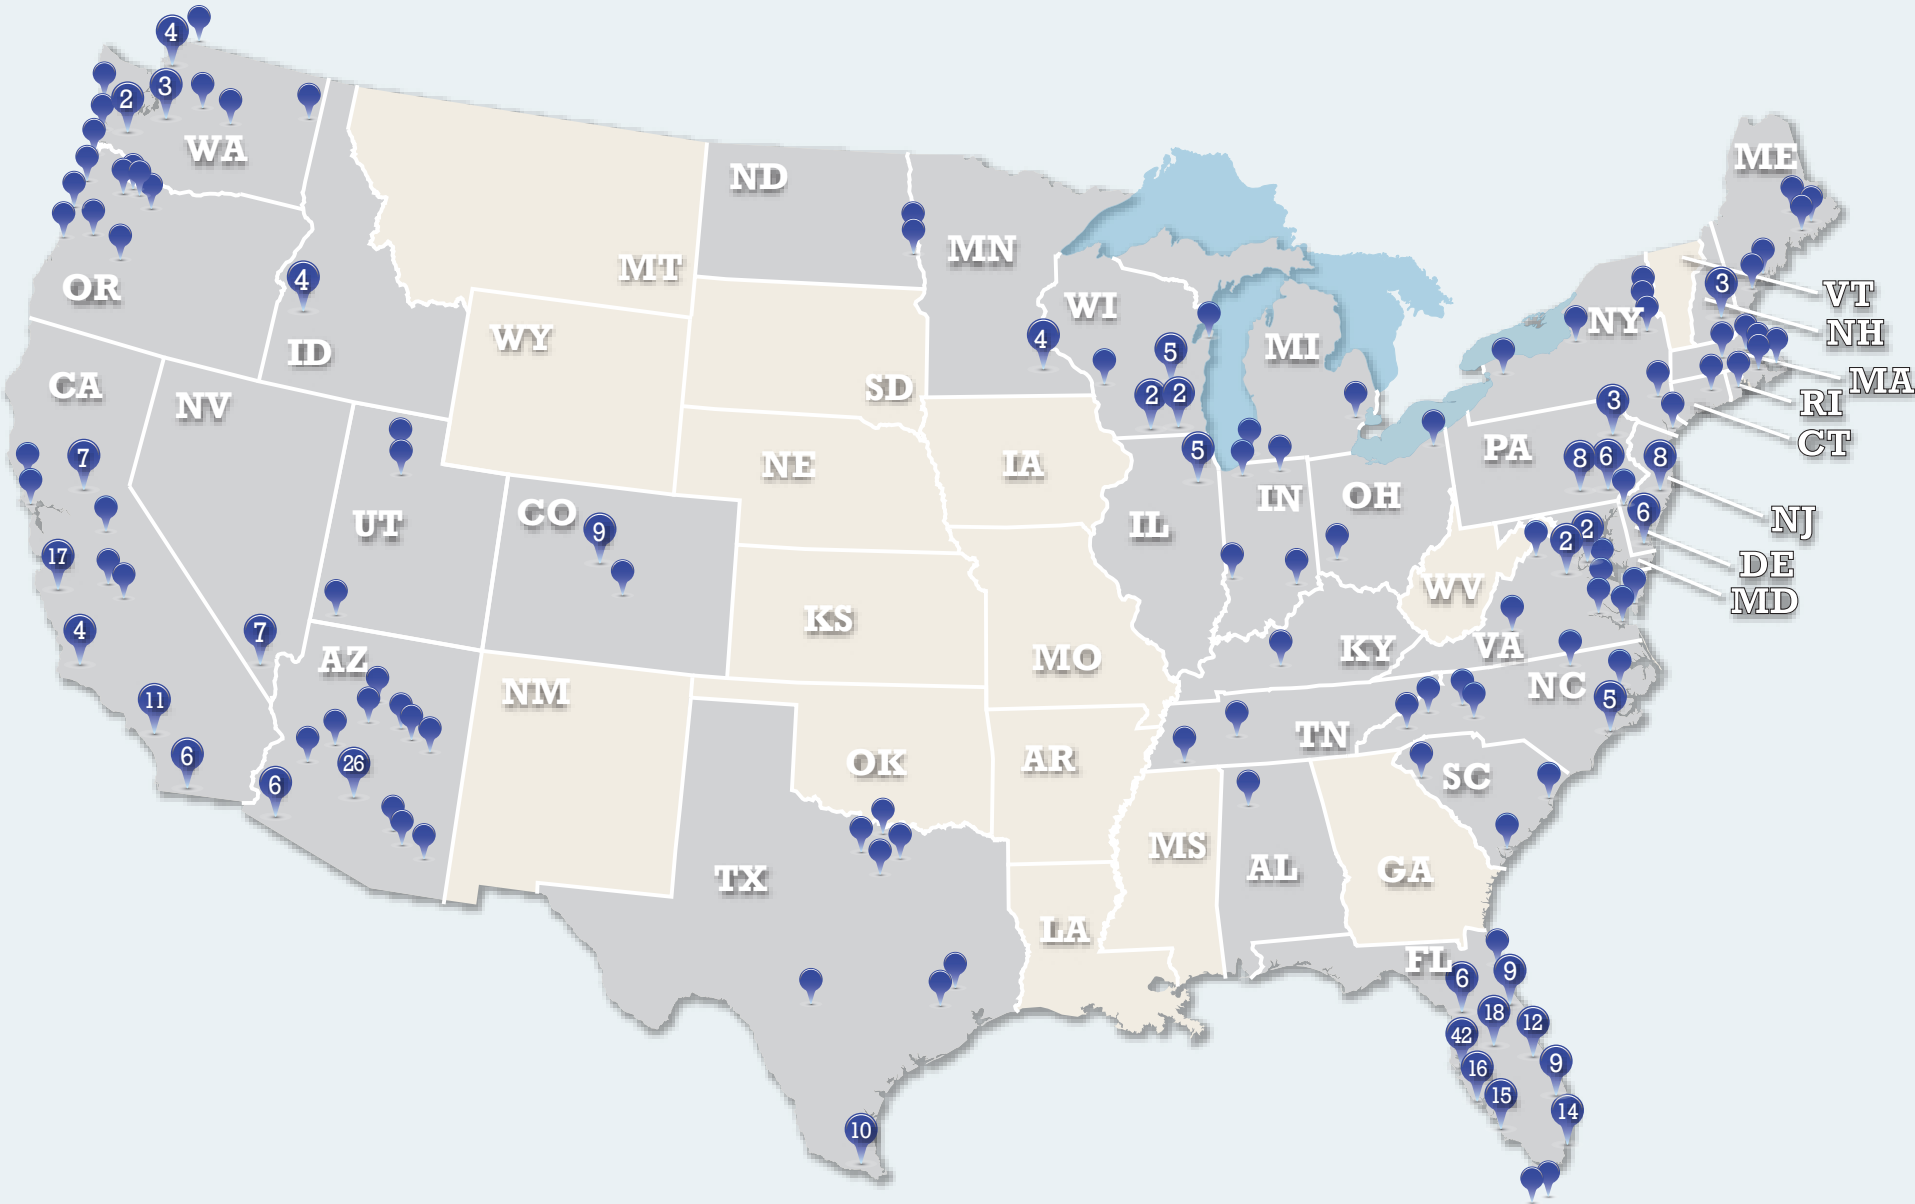 4
3
2
WA
ME
ND
MN
MT
4
OR
VT
3
NH
WI
NY
WY
4
5
MI
ID
CA
SD
MA
2
2
NV
3
RI
CT
PA
7
5
8
6
8
NE
IA
IN
OH
6
CO
UT
9
IL
NJ
2
2
17
DE
WV
MD
KS
4
7
VA
KY
AZ
MO
NC
NM
11
5
TN
6
26
6
OK
AR
SC
MS
AL
GA
TX
LA
FL
6
9
18
12
42
16
9
15
14
10